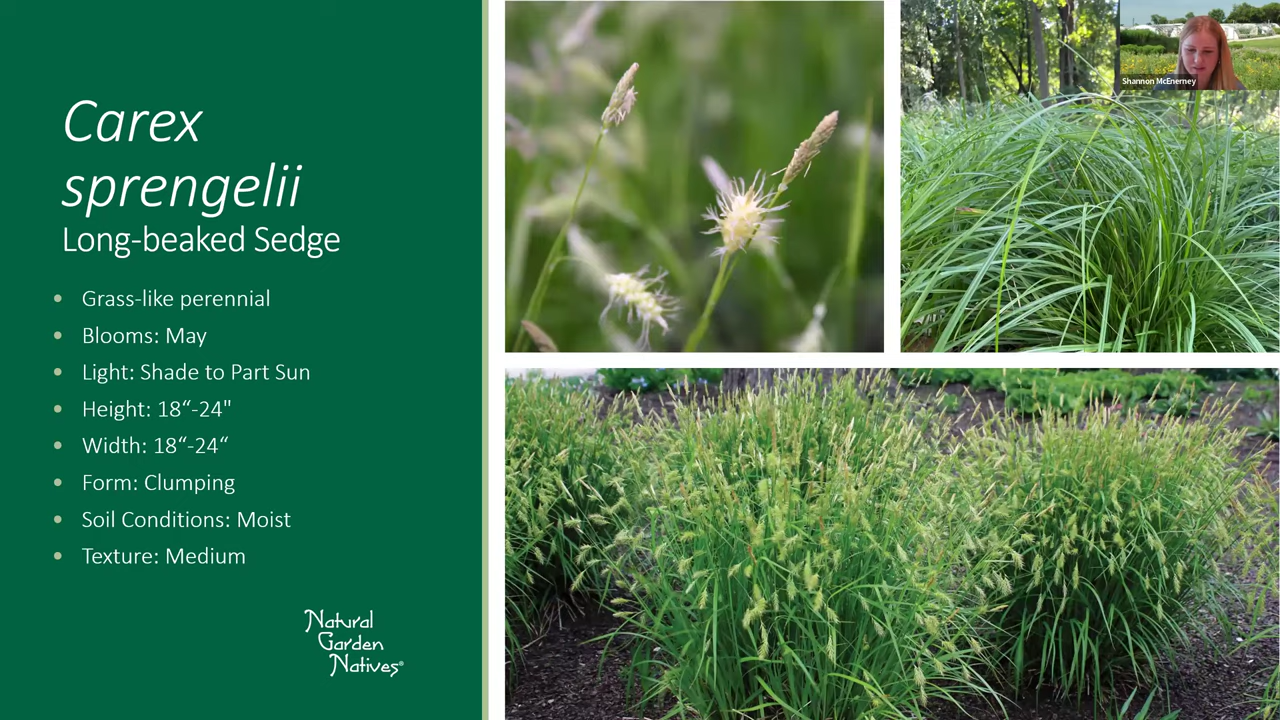 Carex
sprengelii
Long-beaked Sedge
• Grass-like perennial
• Blooms: May
• Light: Shade to Part Sun
• Height: 18“-24"
• Width: 18“-24“
• Form: Clumping
• Soil Conditions: Moist
• Texture: Medium
Natural
Garden
Natives®
Shannon McEnerney